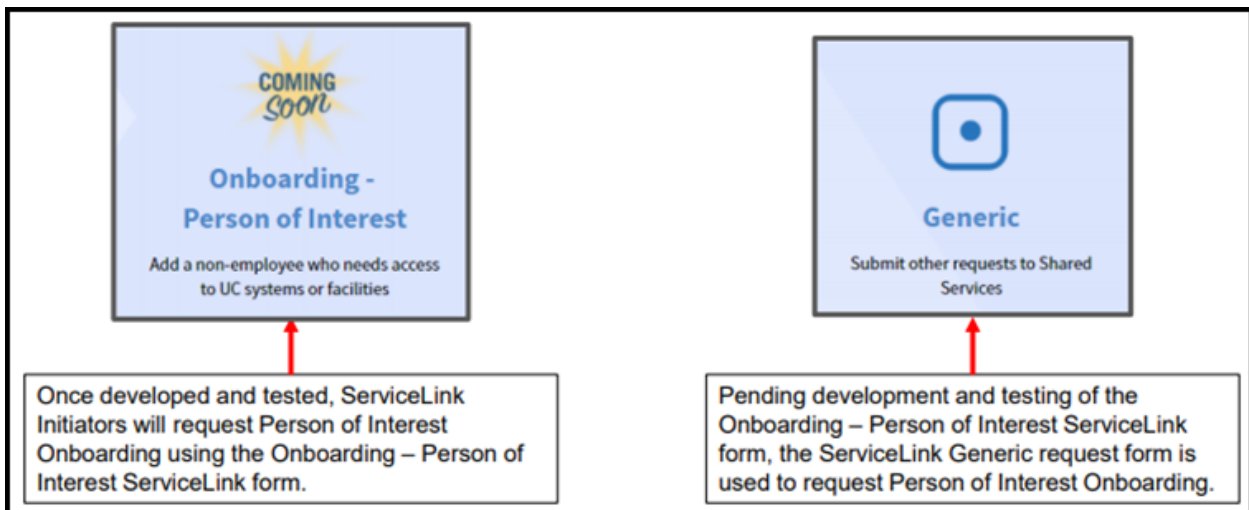 COMING
Soon
Onboarding -
Person of Interest
Add a non-employee who needs access
to UC systems or facilities
Generic
Submit other requests to Shared
Services
Once developed and tested, ServiceLink
Initiators will request Person of Interest
Onboarding using the Onboarding – Person of
Interest ServiceLink form.
Pending development and testing of the
Onboarding – Person of Interest ServiceLink
form, the ServiceLink Generic request form is
used to request Person of Interest Onboarding.